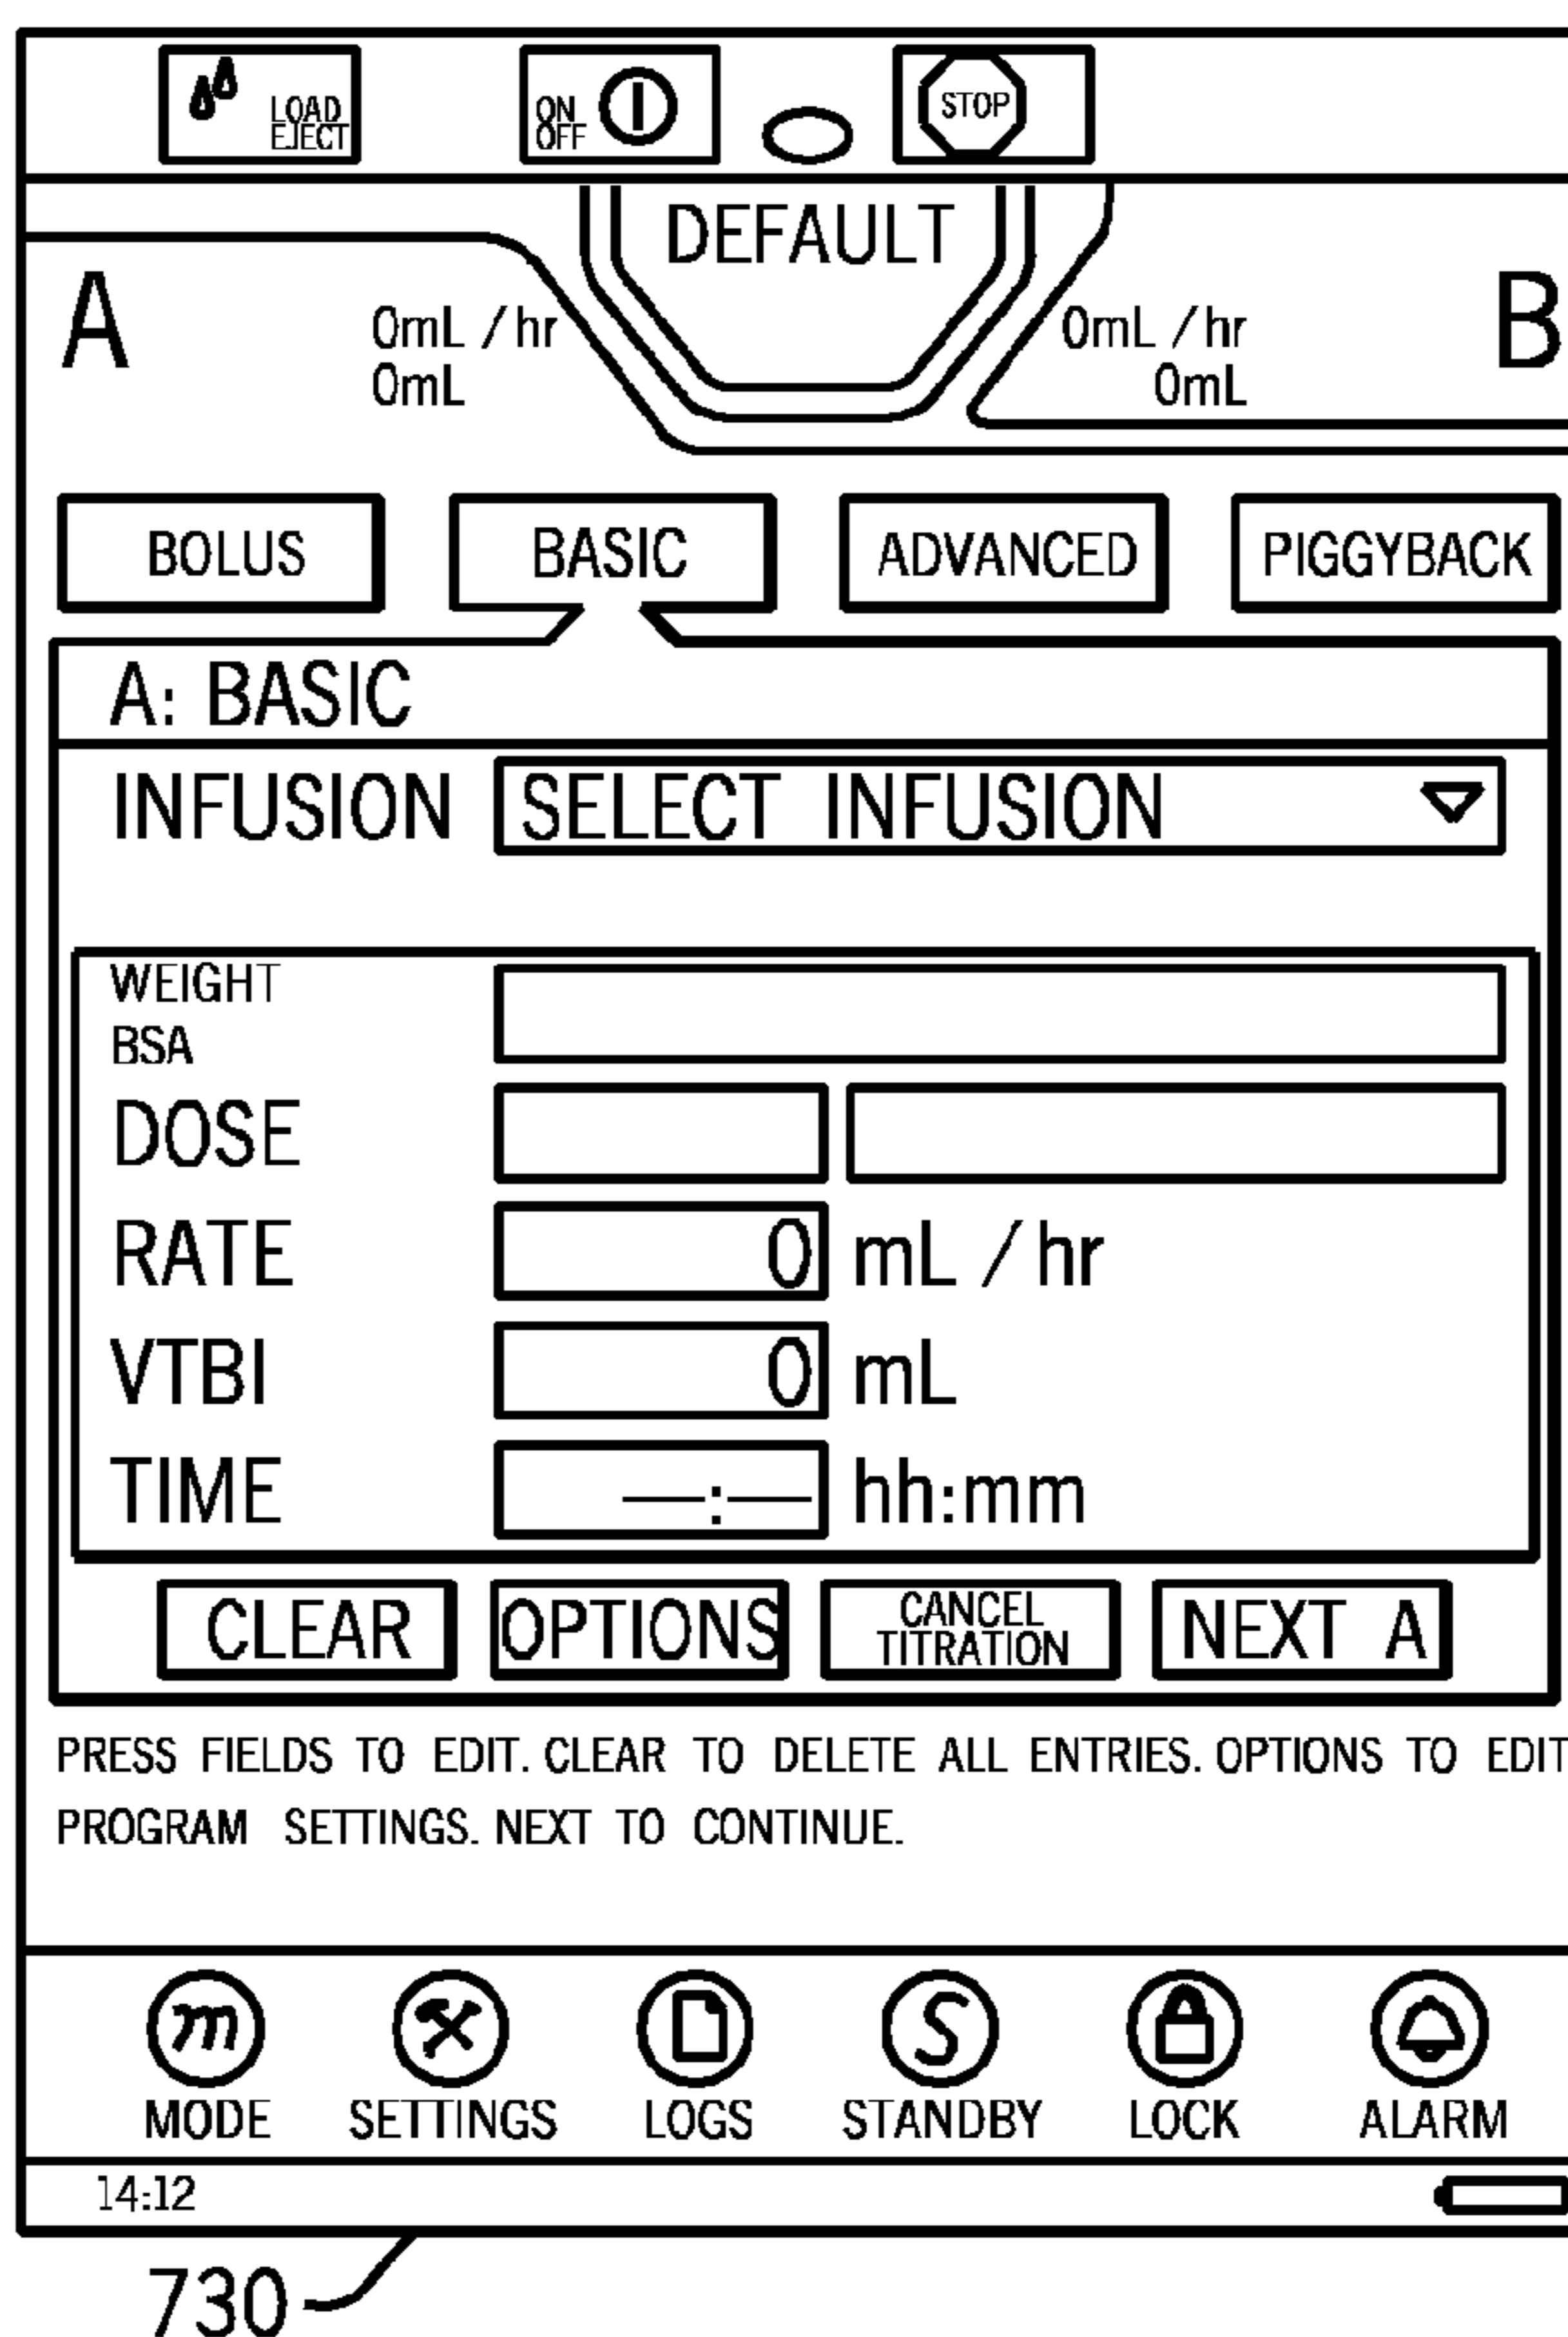 LOAD
EJECT
ON
OFF
STOP
DEFAULT
A
0mL /hr
0mL
0mL /hr
0mL
B
BOLUS BASIC ADVANCED PIGGYBACK
A: BASIC
INFUSION SELECT INFUSION
WEIGHT
BSA
DOSE
RATE 0 mL /hr
VTBI 0 mL
TIME —:— hh:mm
CLEAR OPTIONS CANCEL TITRATION NEXT A
PRESS FIELDS TO EDIT. CLEAR TO DELETE ALL ENTRIES. OPTIONS TO EDIT
PROGRAM SETTINGS. NEXT TO CONTINUE.
m S
MODE SETTINGS LOGS STANDBY LOCK ALARM
14:12
730